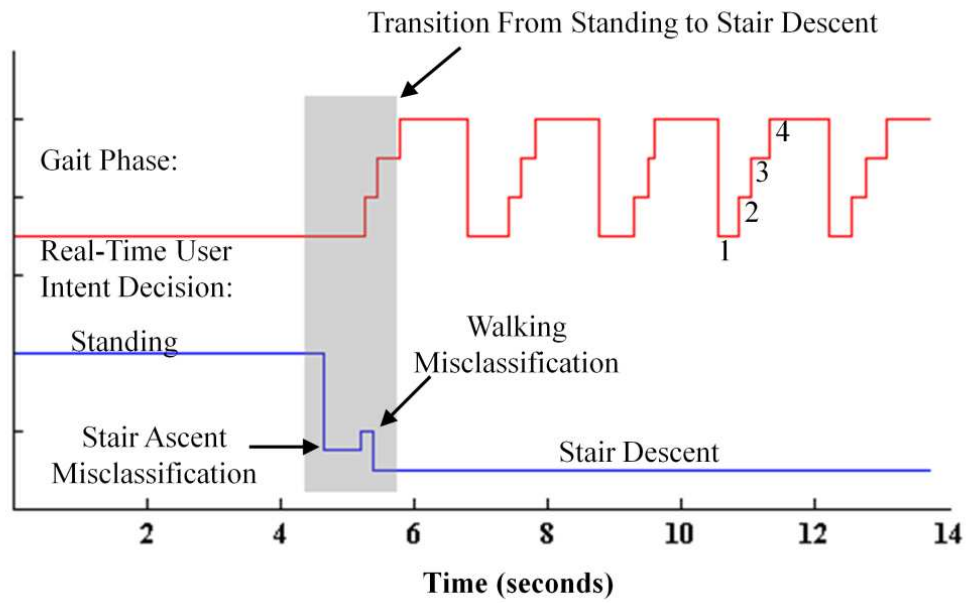 Transition From Standing to Stair Descent
Gait Phase:
4
3
2
1
Real-Time User
Intent Decision:
Standing
Walking
Misclassification
Stair Ascent
Misclassification
Stair Descent
2 4 6 8 10 12 14
Time (seconds)